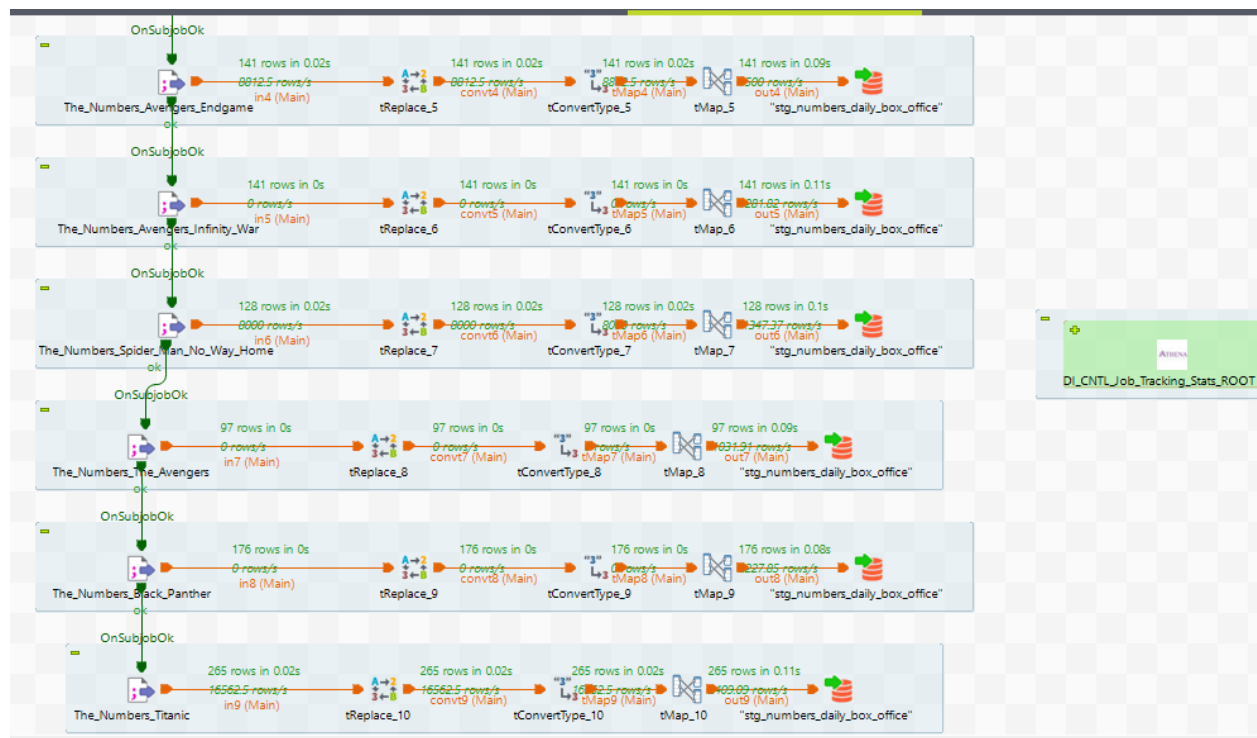 OnSubjobOk
141 rows in 0.02s 141 rows in 0.02s 141 rows in 0.02s 141 rows in 0.09s
8812.5 rows/s 8812.5 rows/s
in4 (Main) convt4 (Main) tMap4 (Main) out4 (Main)
The_Numbers_Avengers_Endgame tReplace_5 tConvertType_5 tMap_5 "stg_numbers_daily_box_office"
ok
OnSubjobOk
141 rows in 0s 141 rows in 0s 141 rows in 0s 141 rows in 0.11s
0 rows/s 0 rows/s
in5 (Main) convt5 (Main) tMap5 (Main) out5 (Main)
The_Numbers_Avengers_Infinity_War tReplace_6 tConvertType_6 tMap_6 "stg_numbers_daily_box_office"
ok
OnSubjobOk
128 rows in 0.02s 128 rows in 0.02s 128 rows in 0.02s 128 rows in 0.1s
8000 rows/s 8000 rows/s
in6 (Main) convt6 (Main) tMap6 (Main) out6 (Main)
The_Numbers_Spider_Man_No_Way_Home tReplace_7 tConvertType_7 tMap_7 "stg_numbers_daily_box_office"
ok
ATHENA
DI_CNTL_Job_Tracking_Stats_ROOT
OnSubjobOk
97 rows in 0s 97 rows in 0s 97 rows in 0s 97 rows in 0.09s
0 rows/s 0 rows/s
in7 (Main) convt7 (Main) tMap7 (Main) out7 (Main)
The_Numbers_The_Avengers tReplace_8 tConvertType_8 tMap_8 "stg_numbers_daily_box_office"
ok
OnSubjobOk
176 rows in 0s 176 rows in 0s 176 rows in 0s 176 rows in 0.08s
0 rows/s 0 rows/s
in8 (Main) convt8 (Main) tMap8 (Main) out8 (Main)
The_Numbers_Black_Panther tReplace_9 tConvertType_9 tMap_9 "stg_numbers_daily_box_office"
ok
OnSubjobOk
265 rows in 0.02s 265 rows in 0.02s 265 rows in 0.02s 265 rows in 0.11s
16562.5 rows/s 16562.5 rows/s
in9 (Main) convt9 (Main) tMap9 (Main) out9 (Main)
The_Numbers_Titanic tReplace_10 tConvertType_10 tMap_10 "stg_numbers_daily_box_office"